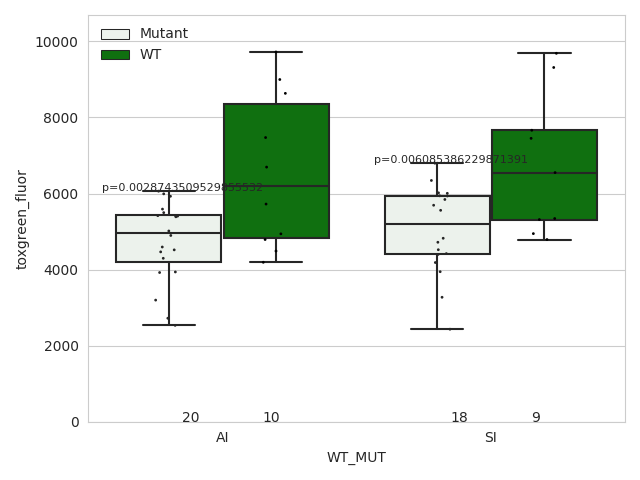 Mutant
WT
10000
8000
6000
4000
2000
0
toxgreen_fluor
p=0.0028743509529855532
p=0.006085386229871391
20
10
18
9
AI
SI
WT_MUT